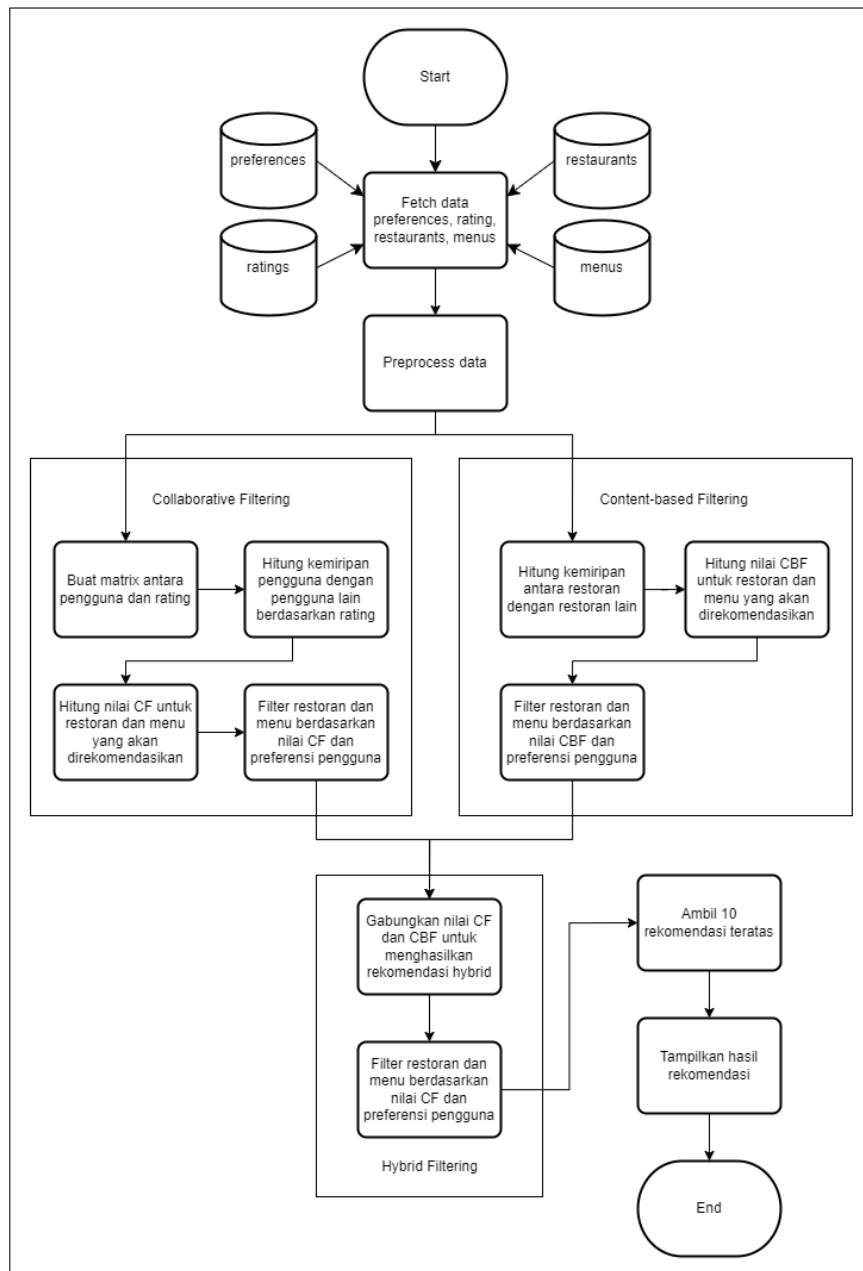 Start
preferences
restaurants
Fetch data
preferences, rating,
restaurants, menus
ratings
menus
Preprocess data
Collaborative Filtering
Buat matrix antara
pengguna dan rating
Hitung kemiripan
pengguna dengan
pengguna lain
berdasarkan rating
Hitung nilai CF untuk
restoran dan menu
yang akan
direkomendasikan
Filter restoran dan
menu berdasarkan
nilai CF dan
preferensi pengguna
Content-based Filtering
Hitung kemiripan
antara restoran
dengan restoran lain
Hitung nilai CBF
untuk restoran dan
menu yang akan
direkomendasikan
Filter restoran dan
menu berdasarkan
nilai CBF dan
preferensi pengguna
Gabungkan nilai CF
dan CBF untuk
menghasilkan
rekomendasi hybrid
Filter restoran dan
menu berdasarkan
nilai CF dan
preferensi pengguna
Hybrid Filtering
Ambil 10
rekomendasi teratas
Tampilkan hasil
rekomendasi
End